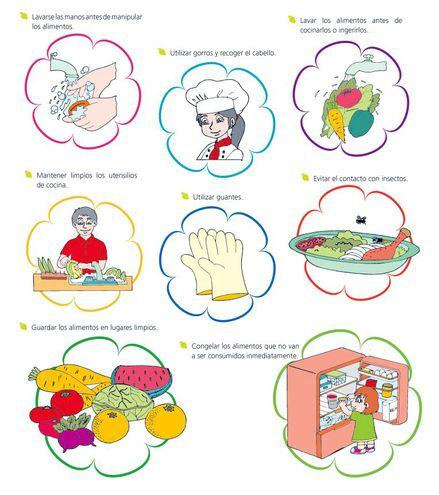 Lavarse las manos antes de manipular
los alimentos.
Utilizar gorros y recoger el cabello.
Lavar los alimentos antes de
cocinarlos o ingerirlos.
Mantener limpios los utensilios
de cocina.
Utilizar guantes.
Evitar el contacto con insectos.
Guardar los alimentos en lugares limpios.
Congelar los alimentos que no van
a ser consumidos inmediatamente.